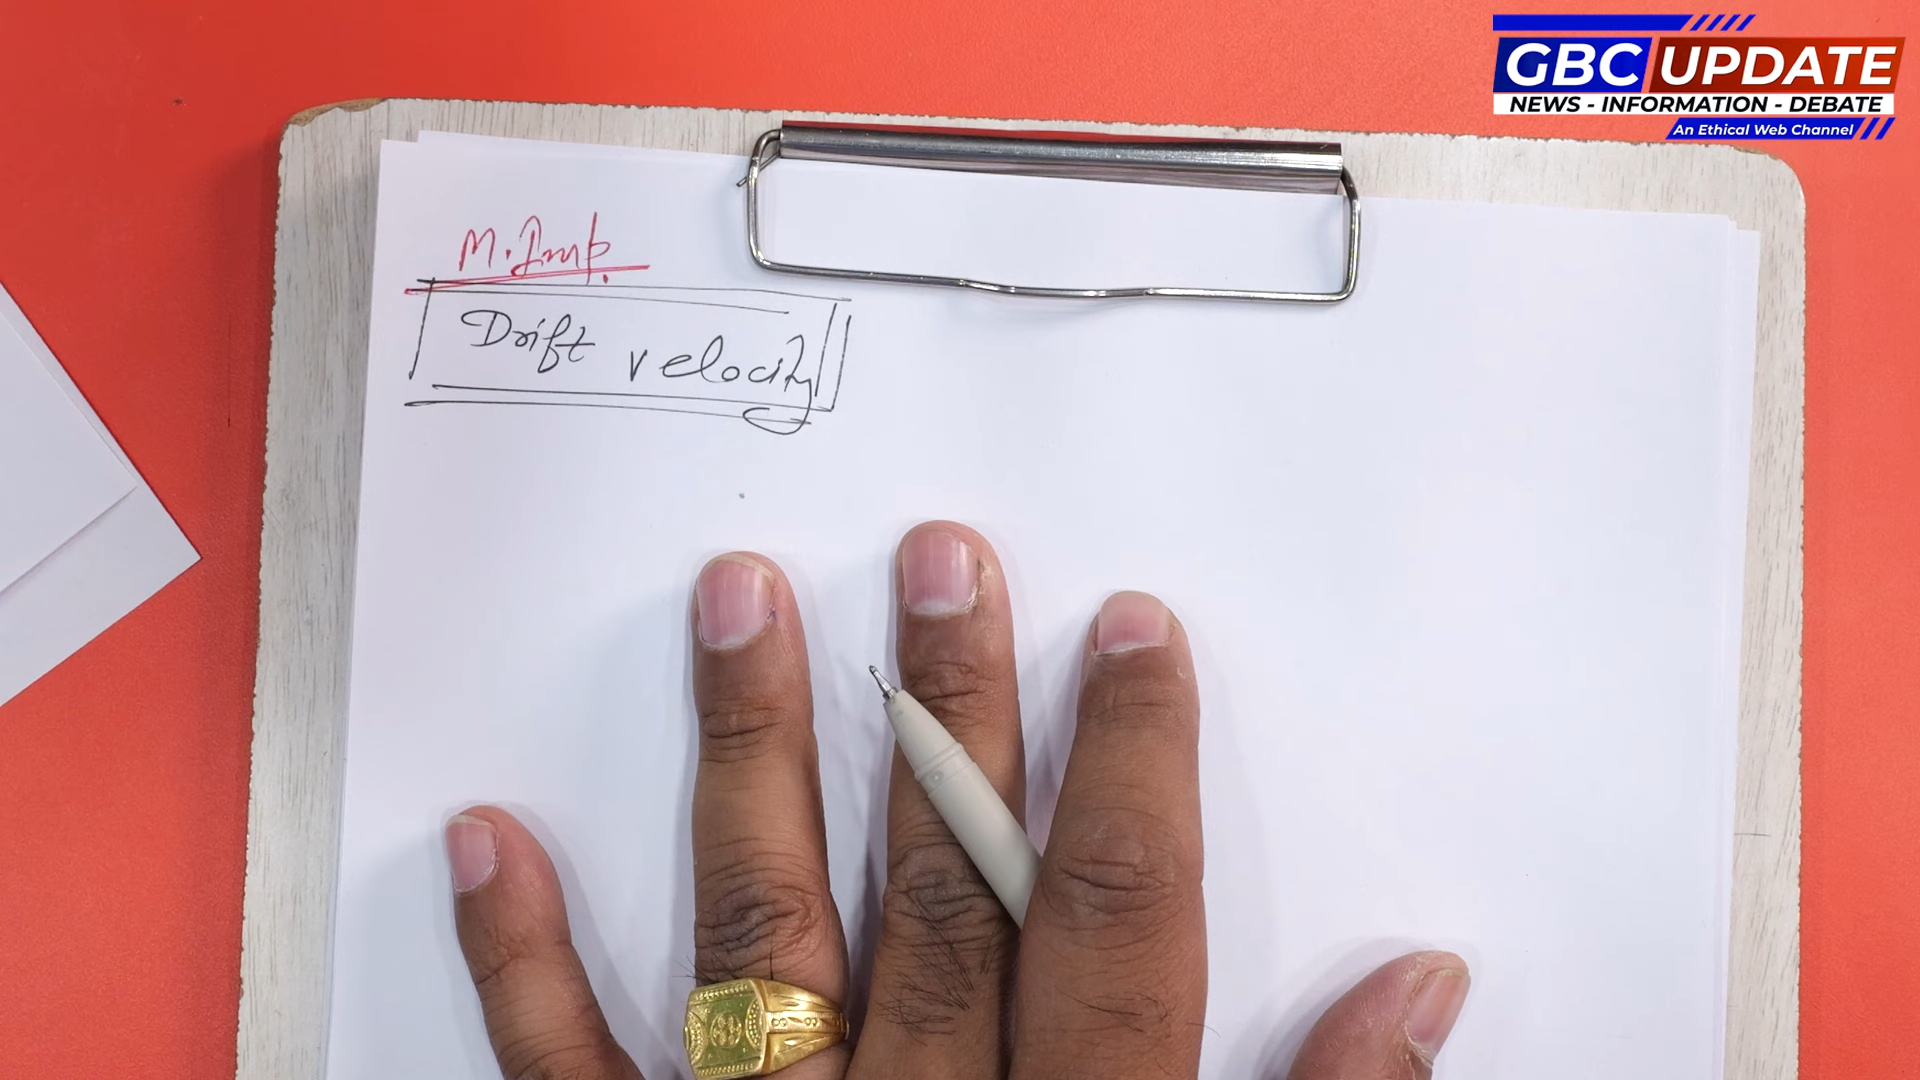 GBC UPDATE
NEWS - INFORMATION - DEBATE
An Ethical Web Channel
M. Imp.
Drift velocity